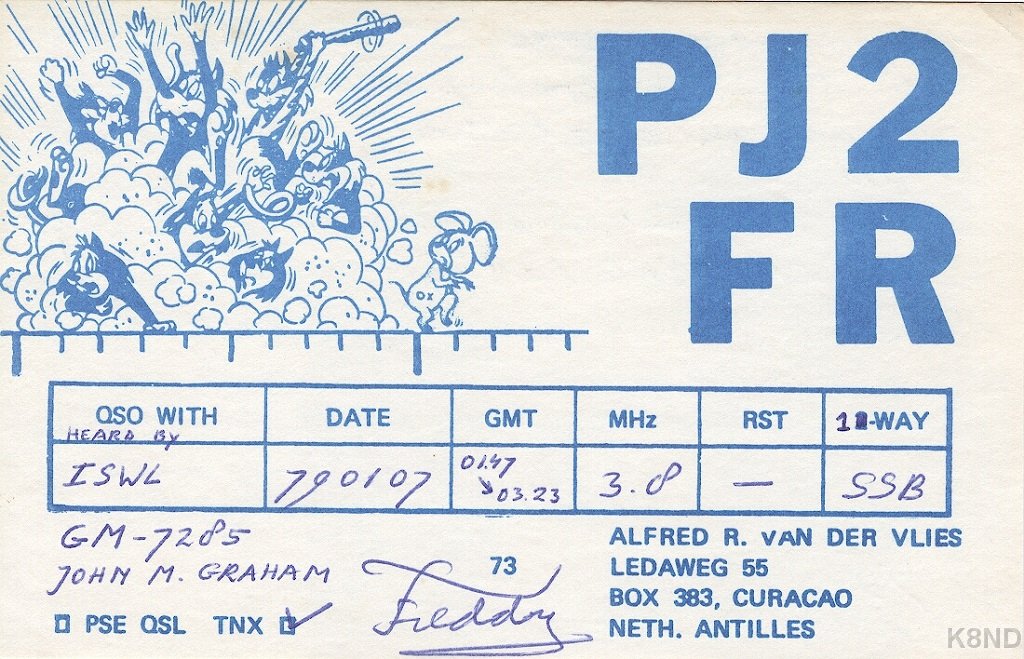 PJ2
FR
DX
QSO WITH DATE GMT MHz RST 1-WAY
HEARD BY
ISWL 790107 01.47 3.8 — SSB
03.23
GM-7285
JOHN M. GRAHAM
73
Freddy
PSE QSL TNX
ALFRED R. VAN DER VLIES
LEDAWEG 55
BOX 383, CURACAO
NETH. ANTILLES
K8ND